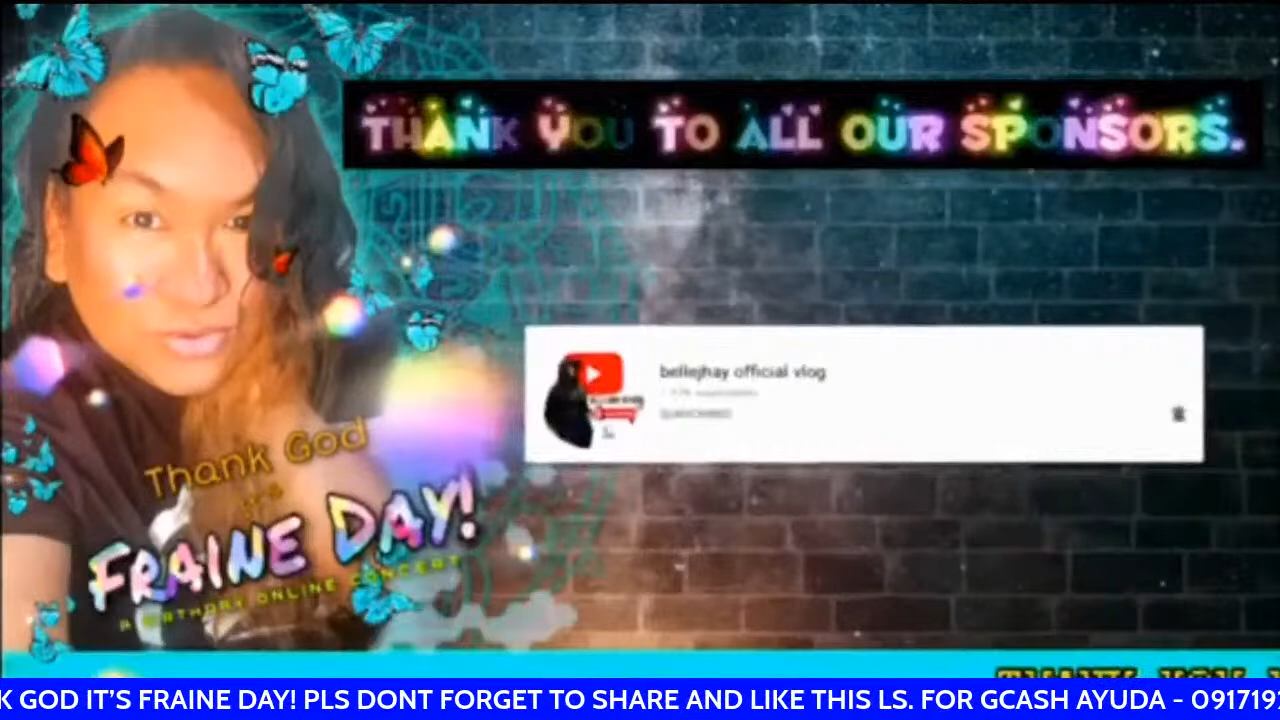 THANK YOU TO ALL OUR SPONSORS.
bellejhay official vlog
Thank God
it's
FRAINE DAY!
A BIRTHDAY ONLINE CONCERT
K GOD IT'S FRAINE DAY! PLS DONT FORGET TO SHARE AND LIKE THIS LS. FOR GCASH AYUDA - 0917193